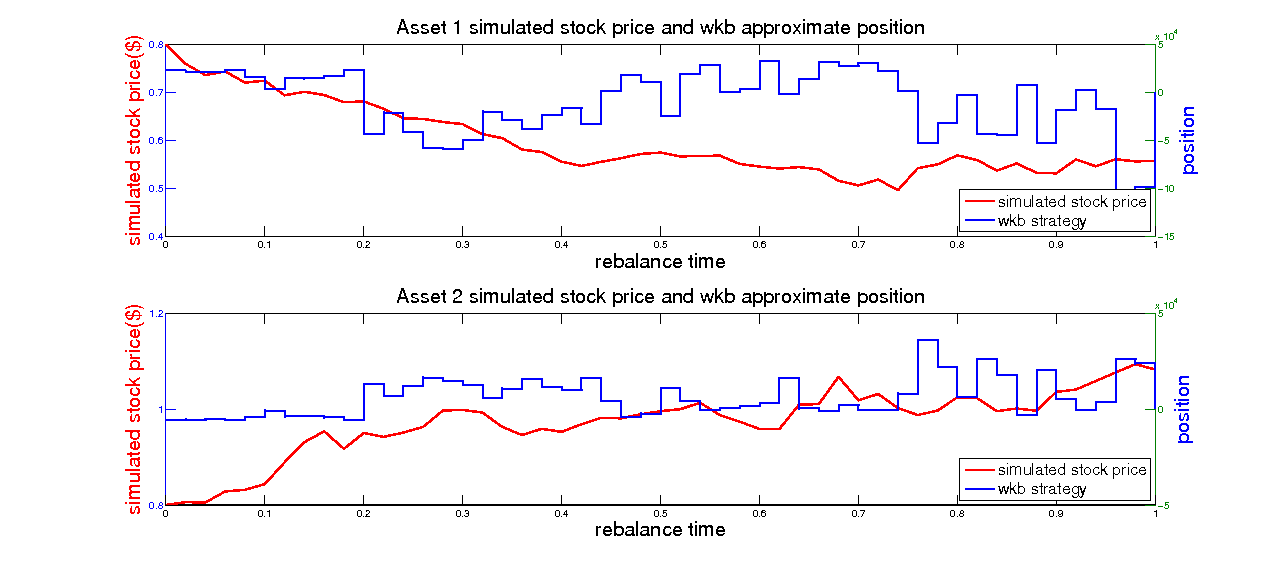 Asset 1 simulated stock price and wkb approximate position
x 10^4
simulated stock price($)
0.8
0.7
0.6
0.5
0.4
5
0
−5
−10
−15
position
simulated stock price
wkb strategy
0 0.1 0.2 0.3 0.4 0.5 0.6 0.7 0.8 0.9 1
rebalance time
Asset 2 simulated stock price and wkb approximate position
x 10^4
simulated stock price($)
1.2
1
0.8
5
0
−5
position
simulated stock price
wkb strategy
0 0.1 0.2 0.3 0.4 0.5 0.6 0.7 0.8 0.9 1
rebalance time